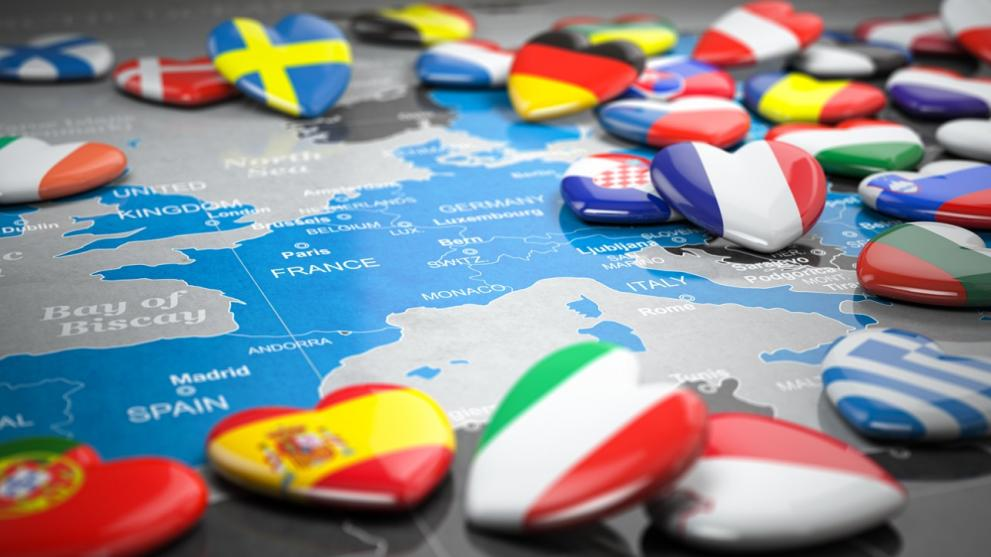 North
Sea
UNITED
KINGDOM
London
Dublin
Amsterdam
NETHERLANDS
Brussels
BELGIUM
LUX.
Luxembourg
GERMANY
Berlin
Paris
FRANCE
Bern
SWITZ.
Ljubljana
SAN
MARINO
Sarajevo
Podgorica
MONACO
ITALY
Rome
Bay of
Biscay
ANDORRA
Madrid
SPAIN
Tunis